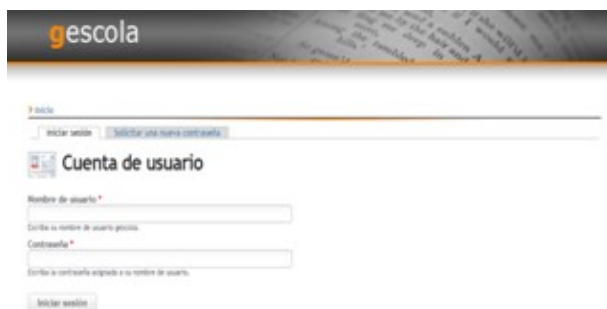 gescola
Inicio
Iniciar sesión Solicitar una nueva contraseña
Cuenta de usuario
Nombre de usuario *
Escriba su nombre de usuario gescola.
Contraseña *
Escriba la contraseña asignada a su nombre de usuario.
Iniciar sesión